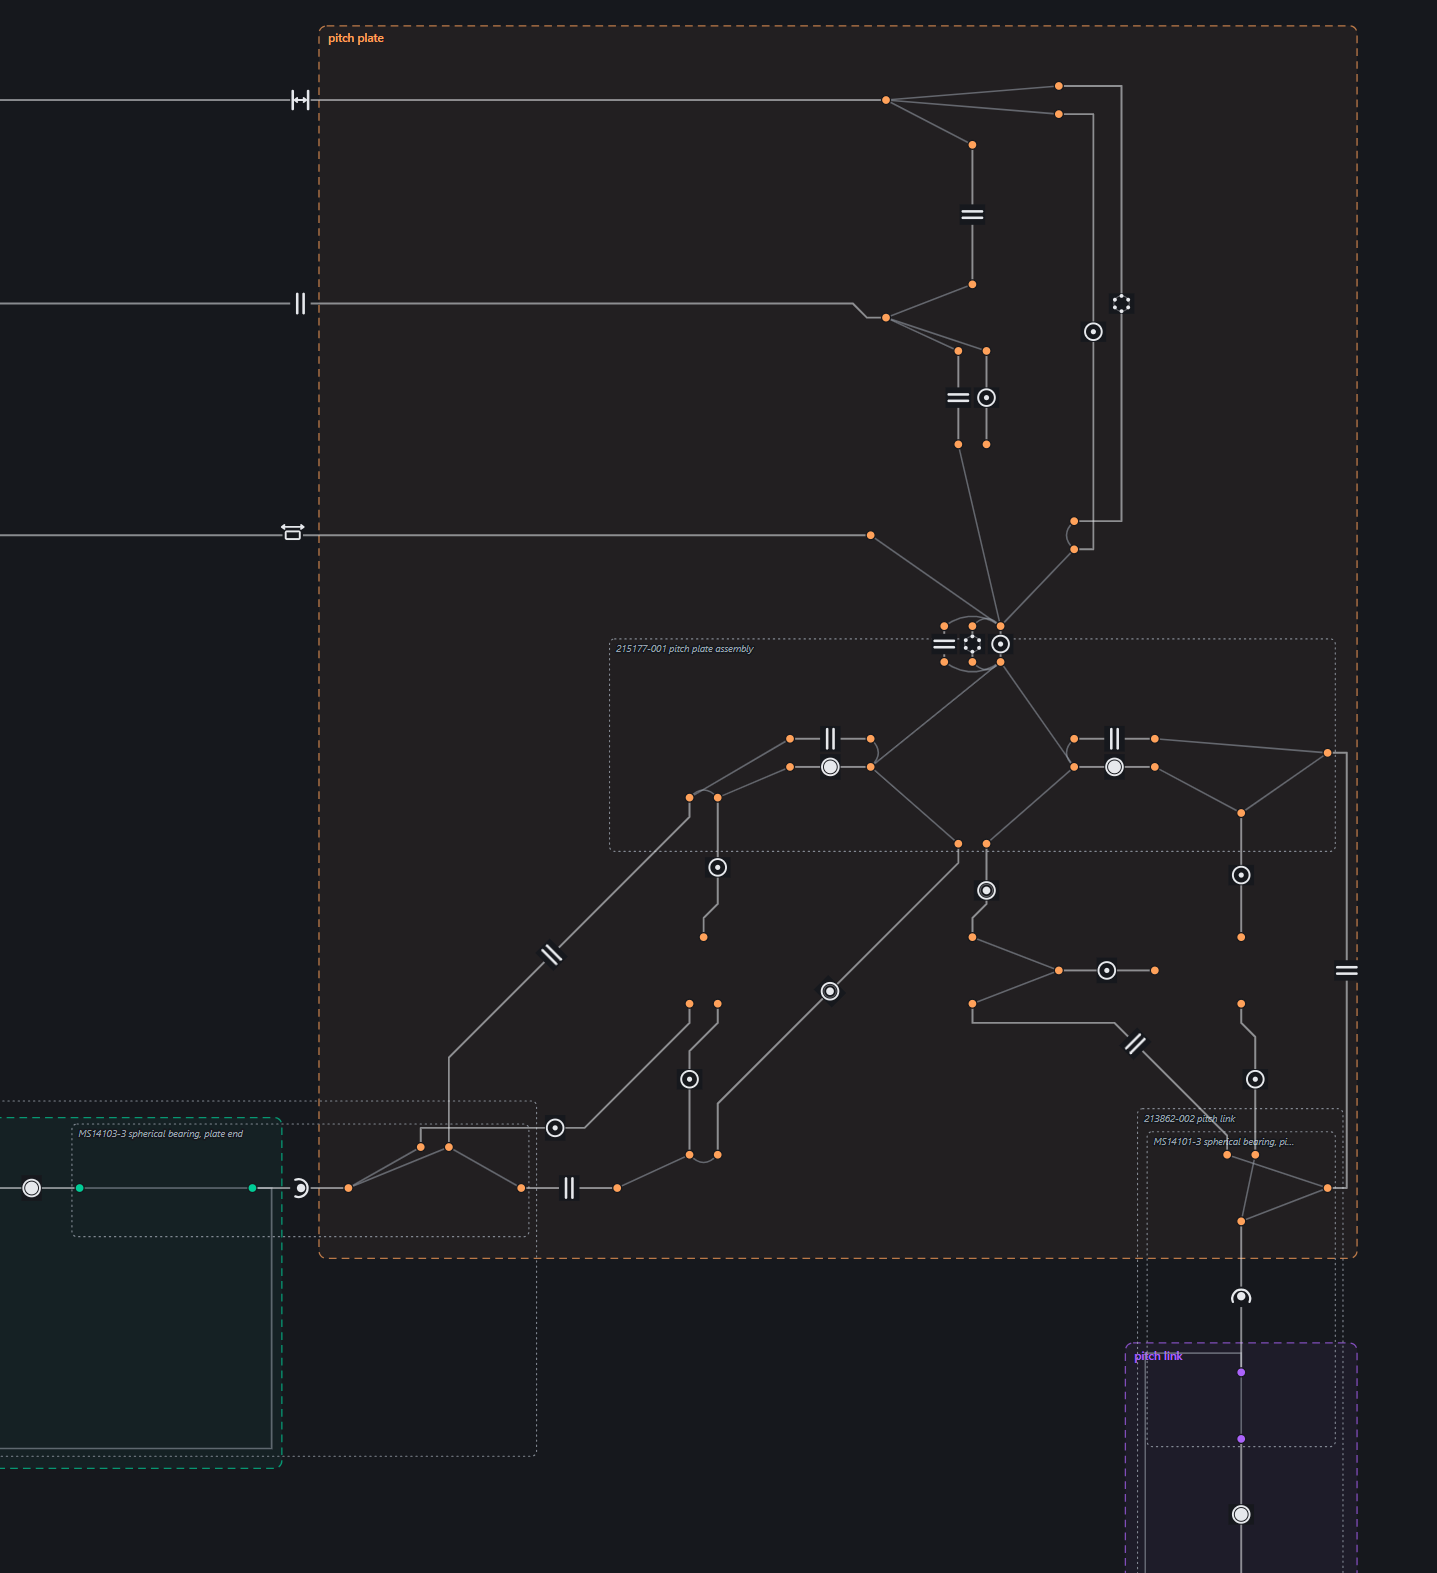 pitch plate
215177-001 pitch plate assembly
213862-002 pitch link
MS14103-3 spherical bearing, plate end
MS14101-3 spherical bearing, pi...
pitch link